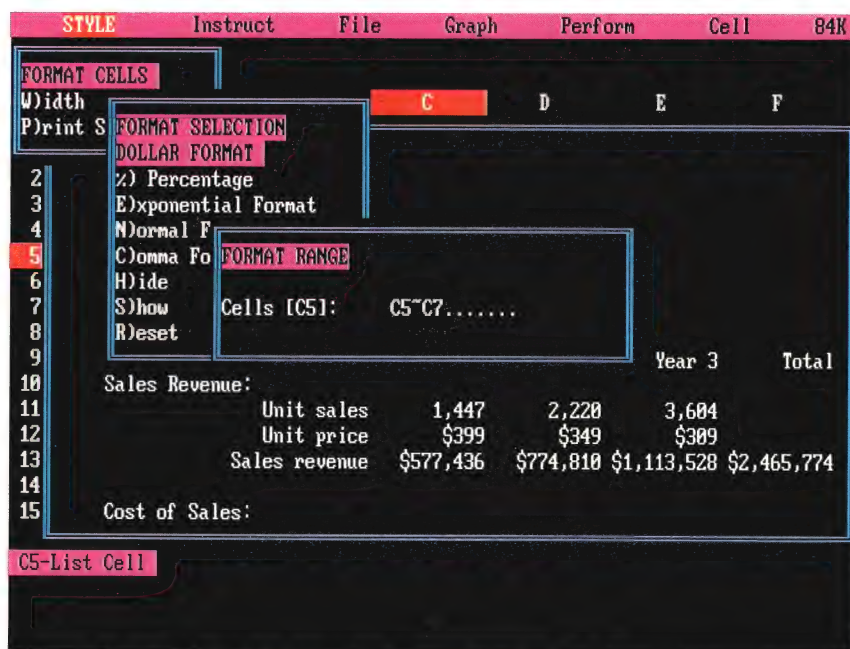 STYLE Instruct File Graph Perform Cell 84K
FORMAT CELLS
W)idth C D E F
P)rint S FORMAT SELECTION
DOLLAR FORMAT
2 %) Percentage
3 E)xponential Format
4 N)ormal F
5 C)omma Fo FORMAT RANGE
6 H)ide
7 S)how Cells [C5]: C5~C7.......
8 R)eset
9 Year 3 Total
10 Sales Revenue:
11 Unit sales 1,447 2,220 3,604
12 Unit price $399 $349 $309
13 Sales revenue $577,436 $774,810 $1,113,528 $2,465,774
14
15 Cost of Sales:
C5-List Cell